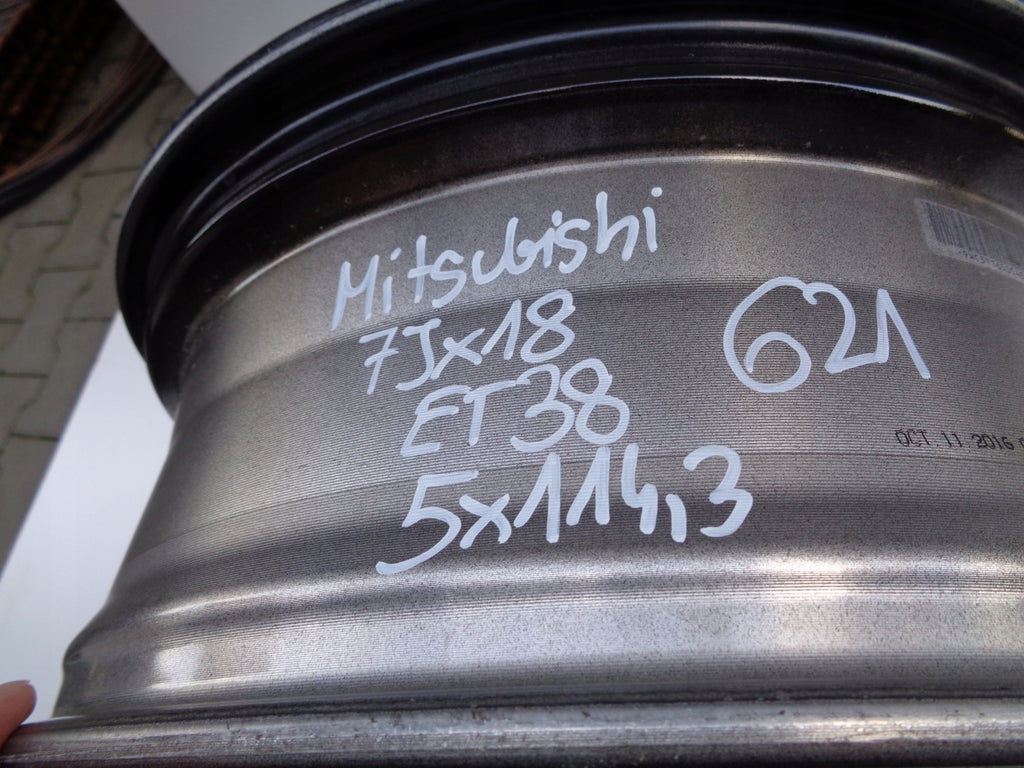 Mitsubishi
7Jx18
ET38
5x114,3
621
OCT 11 2016